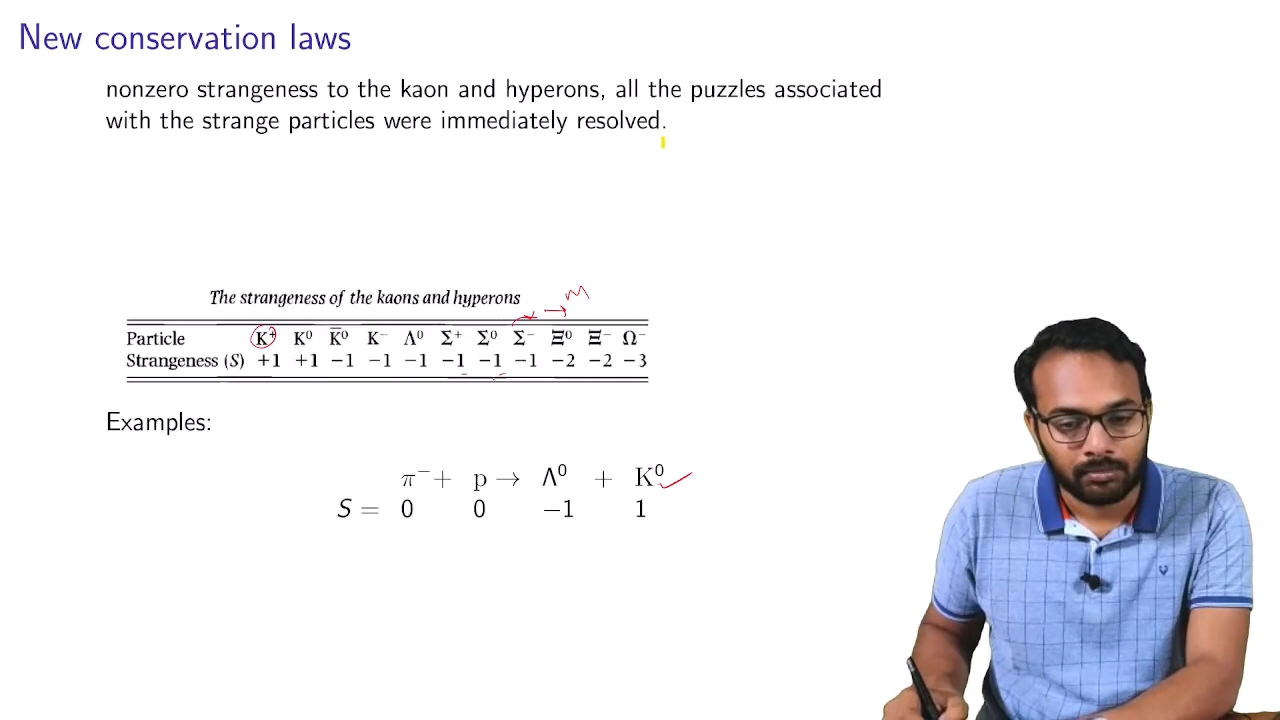 New conservation laws
nonzero strangeness to the kaon and hyperons, all the puzzles associated
with the strange particles were immediately resolved.
The strangeness of the kaons and hyperons
Particle K⁺ K⁰ K̅⁰ K⁻ Λ⁰ Σ⁺ Σ⁰ Σ⁻ Ξ⁰ Ξ⁻ Ω⁻
Strangeness (S) +1 +1 −1 −1 −1 −1 −1 −1 −2 −2 −3
Examples:
π⁻ + p → Λ⁰ + K⁰
S = 0 0 −1 1